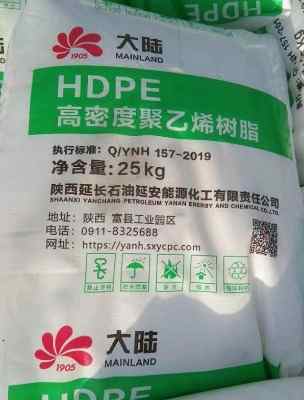 大陆
MAINLAND
1905
HDPE
高密度聚乙烯树脂
执行标准: Q/YNH 157-2019
净含量: 25kg
陕西延长石油延安能源化工有限责任公司
SHAANXI YANCHANG PETROLEUM YANAN ENERGY AND CHEMICAL CO.,LTD.
地址: 陕西 富县工业园区
电话: 0911-8325688
网址: https://yanh.sxycpc.com
大陆
MAINLAND
1905
HDPE